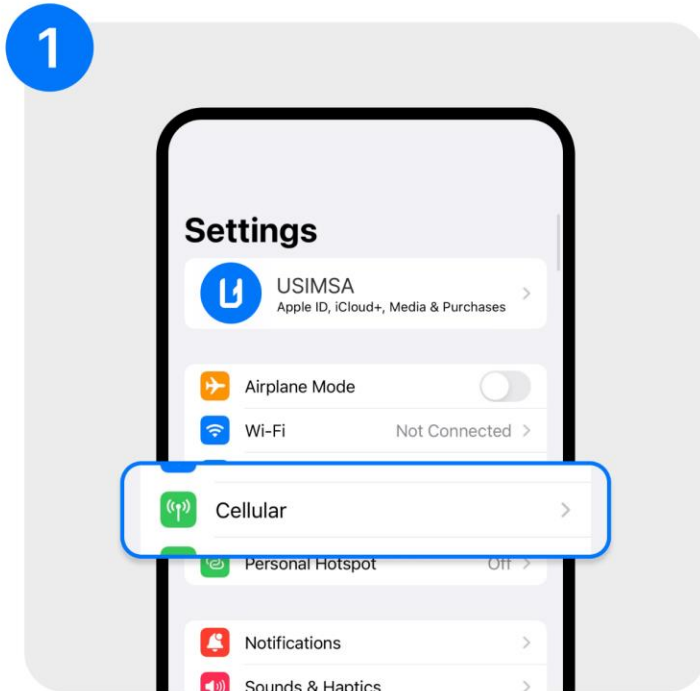 1
Settings
USIMSA
Apple ID, iCloud+, Media & Purchases
Airplane Mode
Wi-Fi Not Connected
Cellular
Personal Hotspot Off
Notifications
Sounds & Haptics